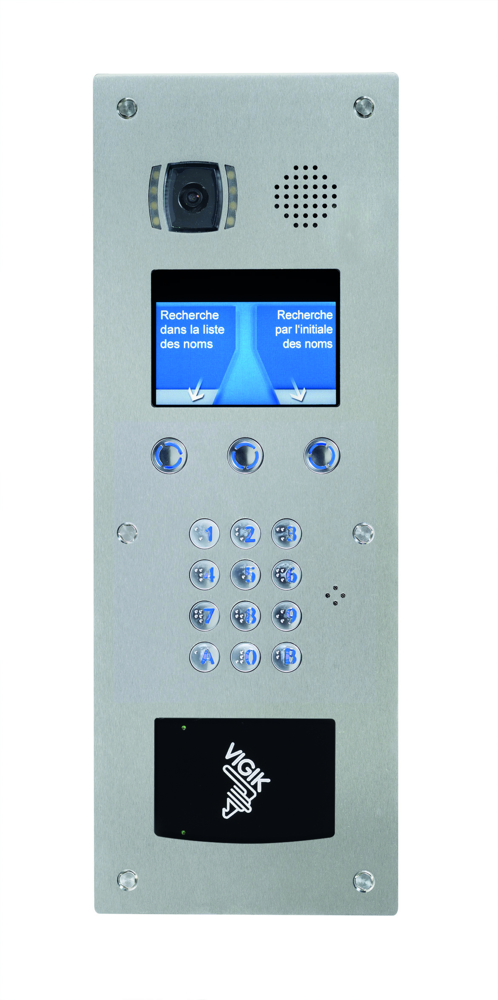 Recherche
dans la liste
des noms
Recherche
par l‘initiale
des noms
1 2 3
4 5 6
7 8 9
A 0 B
VIGIK